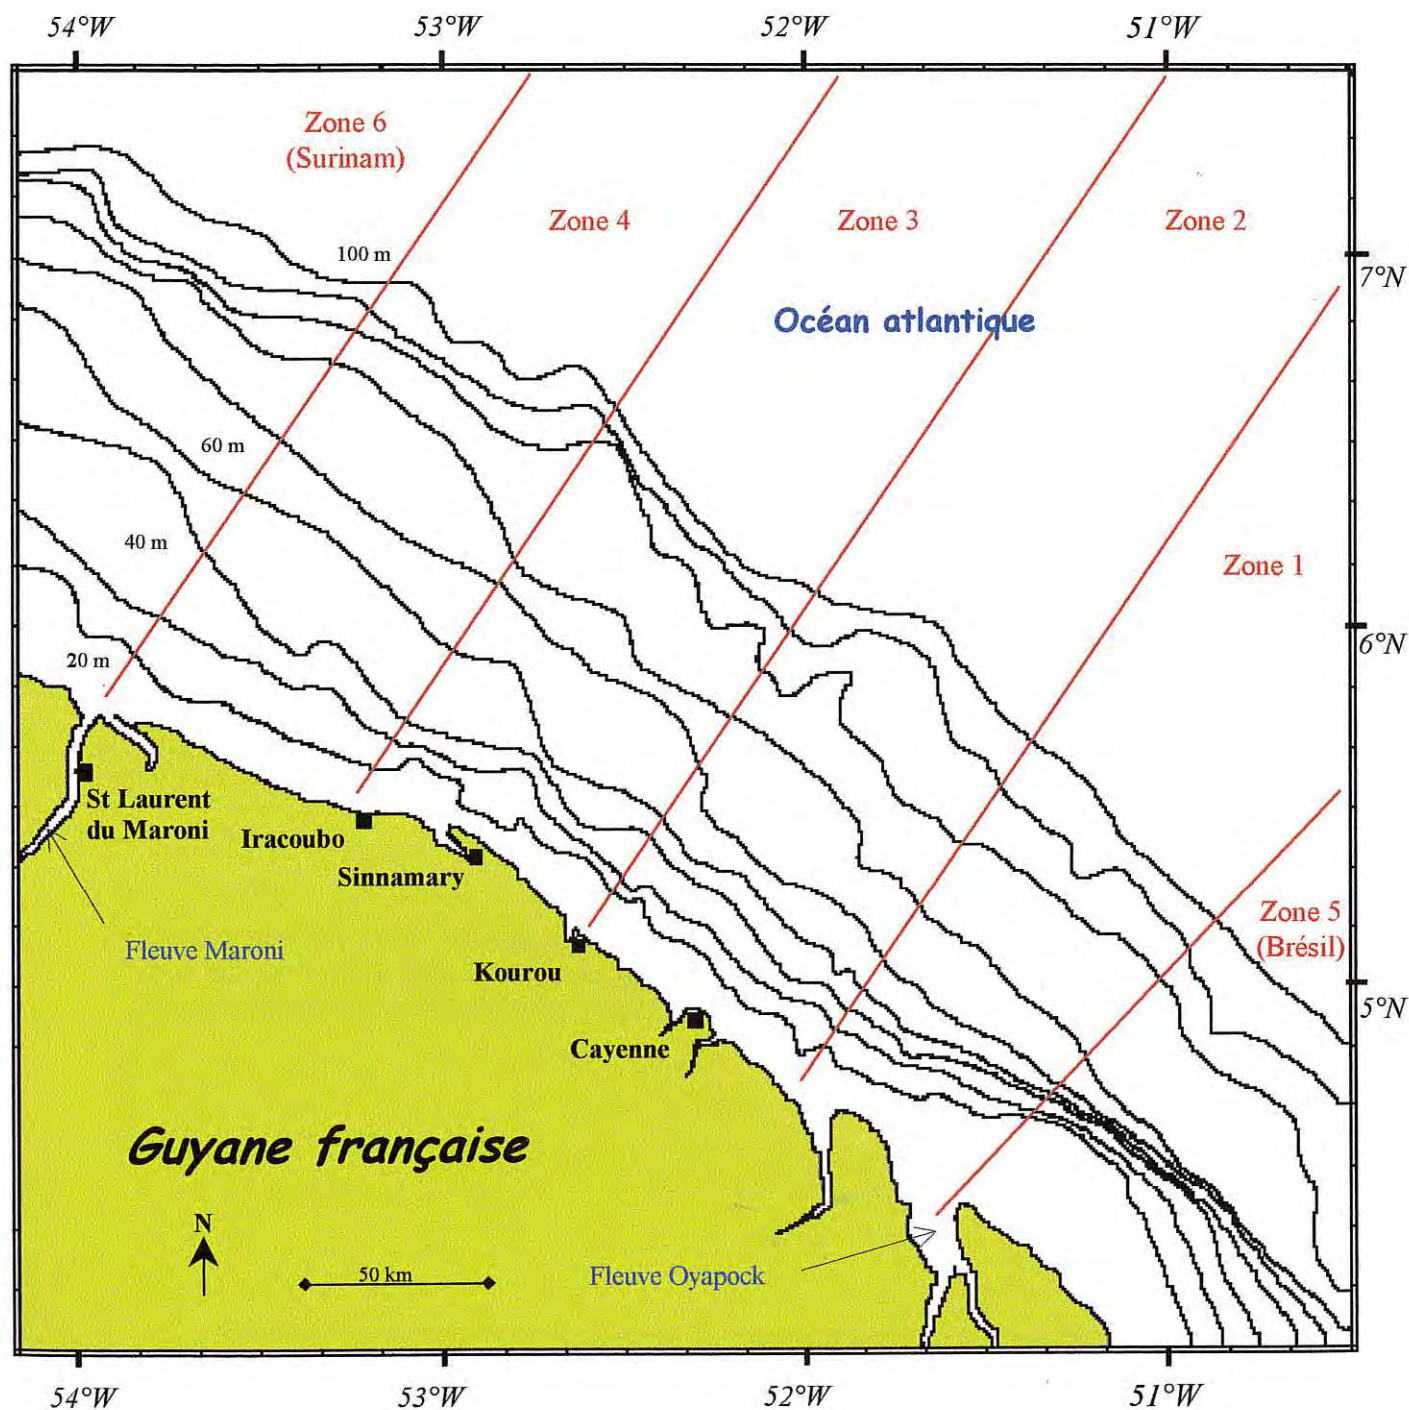 54°W 53°W 52°W 51°W
Zone 6
(Surinam)
Zone 4
Zone 3
Zone 2
100 m
7°N
Océan atlantique
60 m
40 m
Zone 1
6°N
20 m
St Laurent
du Maroni
Iracoubo
Sinnamary
Zone 5
(Brésil)
Fleuve Maroni
Kourou
5°N
Cayenne
Guyane française
N
50 km
Fleuve Oyapock
54°W 53°W 52°W 51°W